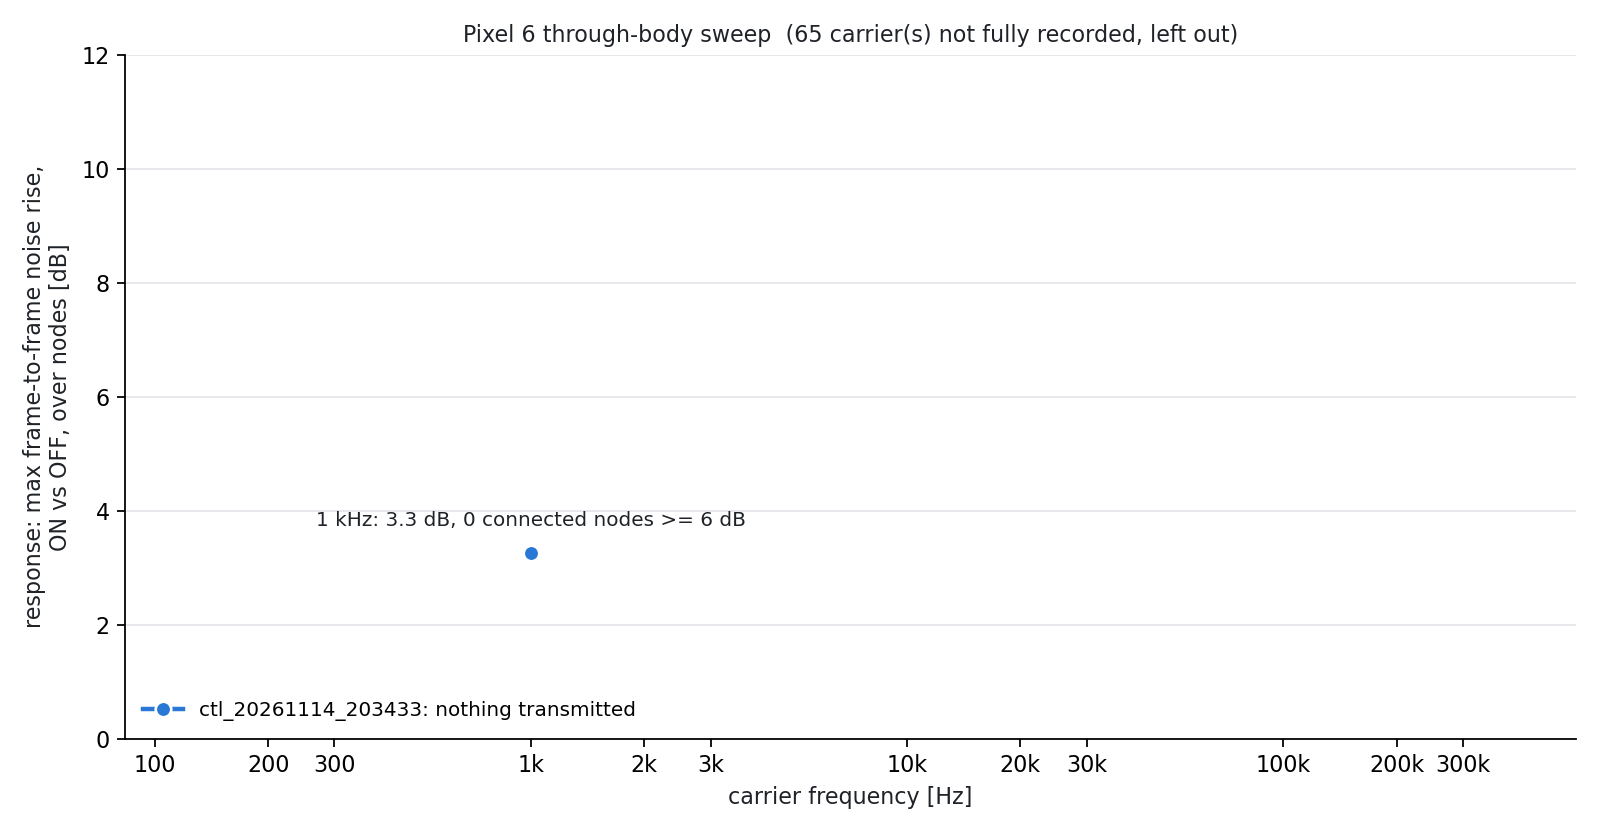 Pixel 6 through-body sweep  (65 carrier(s) not fully recorded, left out)
response: max frame-to-frame noise rise,
ON vs OFF, over nodes [dB]
12
10
8
6
4
2
0
1 kHz: 3.3 dB, 0 connected nodes >= 6 dB
ctl_20261114_203433: nothing transmitted
100 200 300 1k 2k 3k 10k 20k 30k 100k 200k 300k
carrier frequency [Hz]